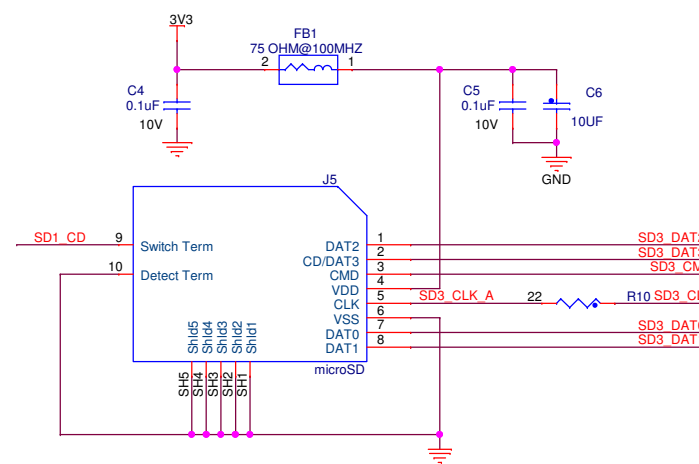 3V3
FB1
75 OHM@100MHZ
2
1
C4
0.1uF
10V
C5
0.1uF
10V
C6
10UF
GND
J5
SD1_CD
9
Switch Term
10
Detect Term
DAT2
1
CD/DAT3
2
SD3_DAT
CMD
3
VDD
4
CLK
5
SD3_CLK_A
22
R10
VSS
6
DAT0
7
DAT1
8
SD3_DAT
Shld5
Shld4
Shld3
Shld2
Shld1
microSD
SH5
SH4
SH3
SH2
SH1